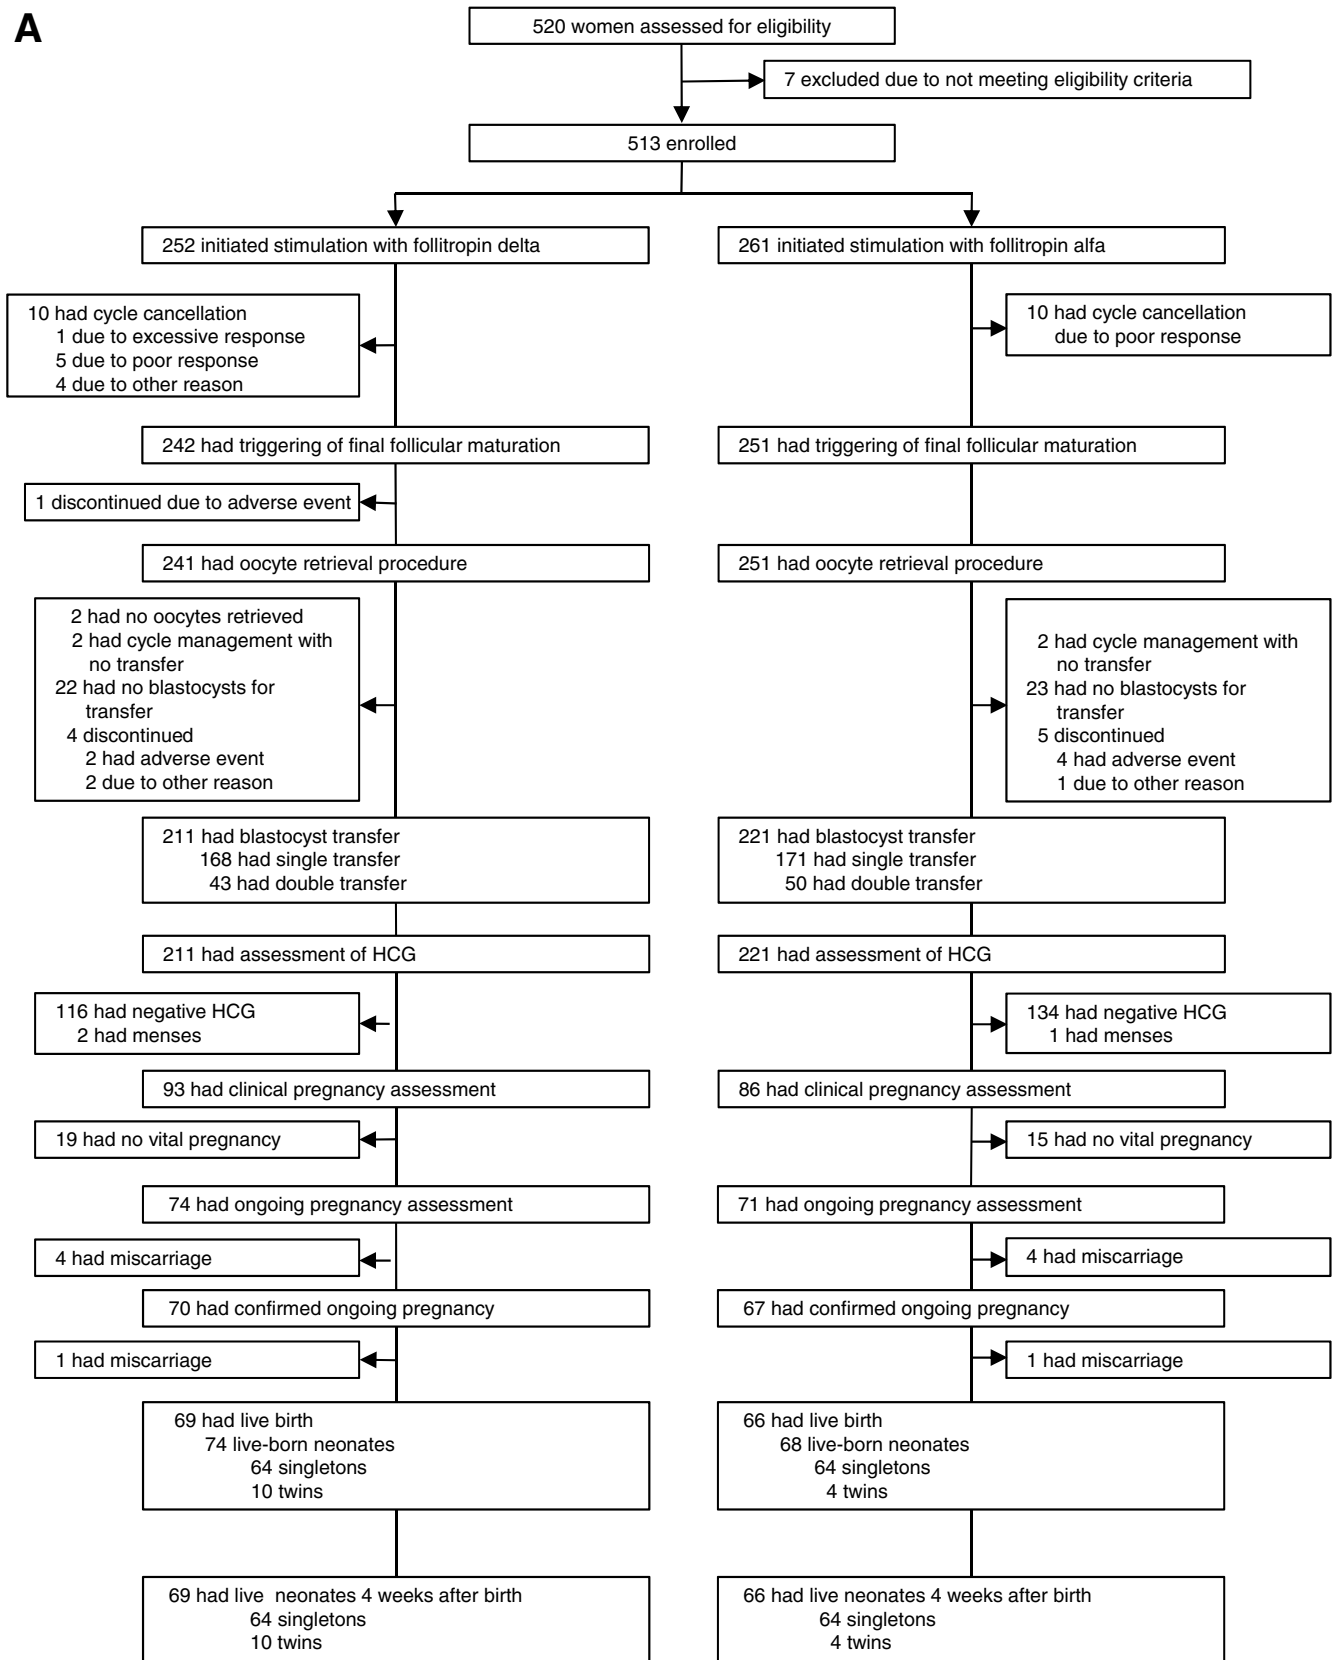 A
520 women assessed for eligibility
7 excluded due to not meeting eligibility criteria
513 enrolled
252 initiated stimulation with follitropin delta
261 initiated stimulation with follitropin alfa
10 had cycle cancellation
1 due to excessive response
5 due to poor response
4 due to other reason
10 had cycle cancellation
due to poor response
242 had triggering of final follicular maturation
251 had triggering of final follicular maturation
1 discontinued due to adverse event
241 had oocyte retrieval procedure
251 had oocyte retrieval procedure
2 had no oocytes retrieved
2 had cycle management with
no transfer
22 had no blastocysts for
transfer
4 discontinued
2 had adverse event
2 due to other reason
2 had cycle management with
no transfer
23 had no blastocysts for
transfer
5 discontinued
4 had adverse event
1 due to other reason
211 had blastocyst transfer
168 had single transfer
43 had double transfer
221 had blastocyst transfer
171 had single transfer
50 had double transfer
211 had assessment of HCG
221 had assessment of HCG
116 had negative HCG
2 had menses
134 had negative HCG
1 had menses
93 had clinical pregnancy assessment
86 had clinical pregnancy assessment
19 had no vital pregnancy
15 had no vital pregnancy
74 had ongoing pregnancy assessment
71 had ongoing pregnancy assessment
4 had miscarriage
4 had miscarriage
70 had confirmed ongoing pregnancy
67 had confirmed ongoing pregnancy
1 had miscarriage
1 had miscarriage
69 had live birth
74 live-born neonates
64 singletons
10 twins
66 had live birth
68 live-born neonates
64 singletons
4 twins
69 had live neonates 4 weeks after birth
64 singletons
10 twins
66 had live neonates 4 weeks after birth
64 singletons
4 twins